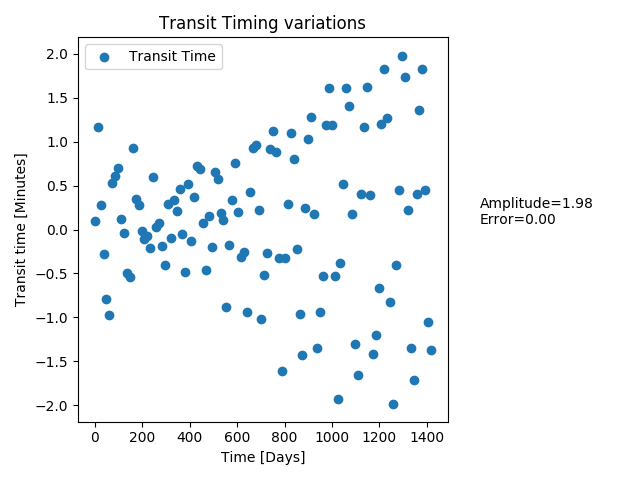 Transit Timing variations
Transit Time
2.0
1.5
1.0
0.5
0.0
−0.5
−1.0
−1.5
−2.0
Transit time [Minutes]
0 200 400 600 800 1000 1200 1400
Time [Days]
Amplitude=1.98
Error=0.00